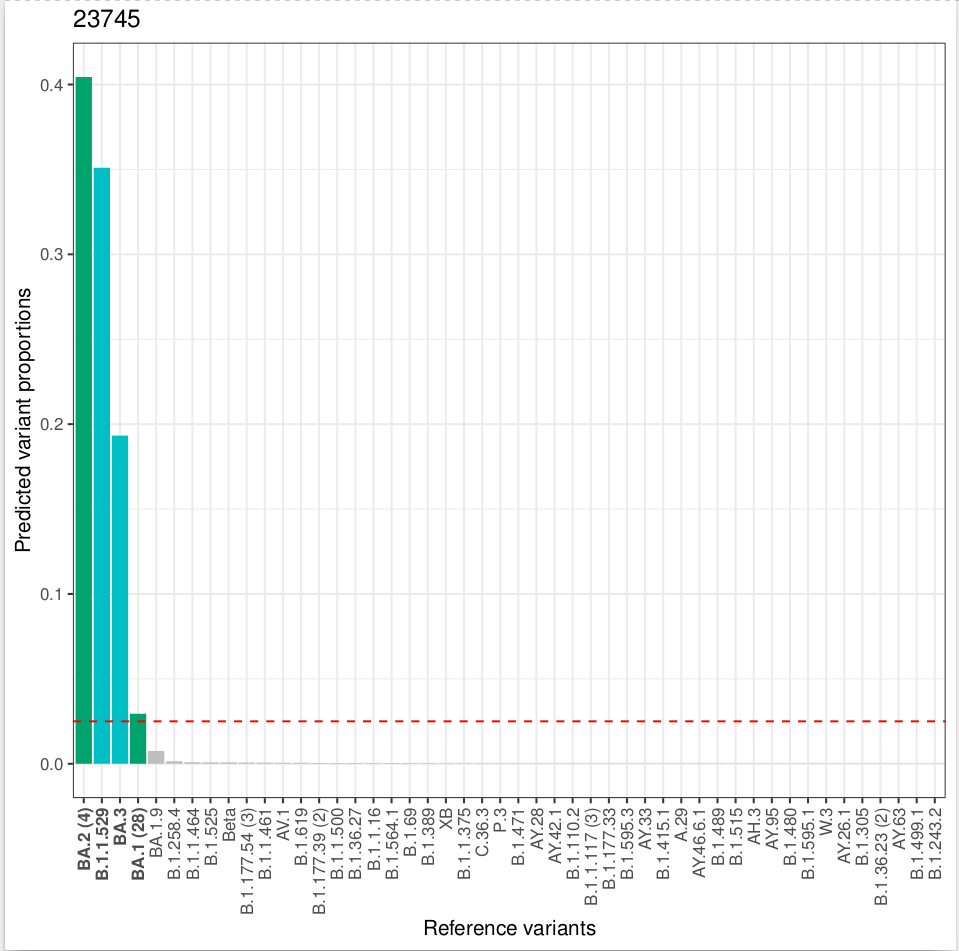 23745
Predicted variant proportions
0.4
0.3
0.2
0.1
0.0
BA.2 (4)
B.1.1.529
BA.3
BA.1 (28)
BA.1.9
B.1.258.4
B.1.1.464
B.1.525
Beta
B.1.177.54 (3)
B.1.1.461
AV.1
B.1.619
B.1.177.39 (2)
B.1.1.500
B.1.36.27
B.1.1.16
B.1.564.1
B.1.69
B.1.389
XB
B.1.1.375
C.36.3
P.3
B.1.471
AY.28
AY.42.1
B.1.110.2
B.1.1.117 (3)
B.1.177.33
B.1.595.3
AY.33
B.1.415.1
A.29
AY.46.6.1
B.1.489
B.1.515
AH.3
AY.95
B.1.480
B.1.595.1
W.3
AY.26.1
B.1.305
B.1.36.23 (2)
AY.63
B.1.499.1
B.1.243.2
Reference variants